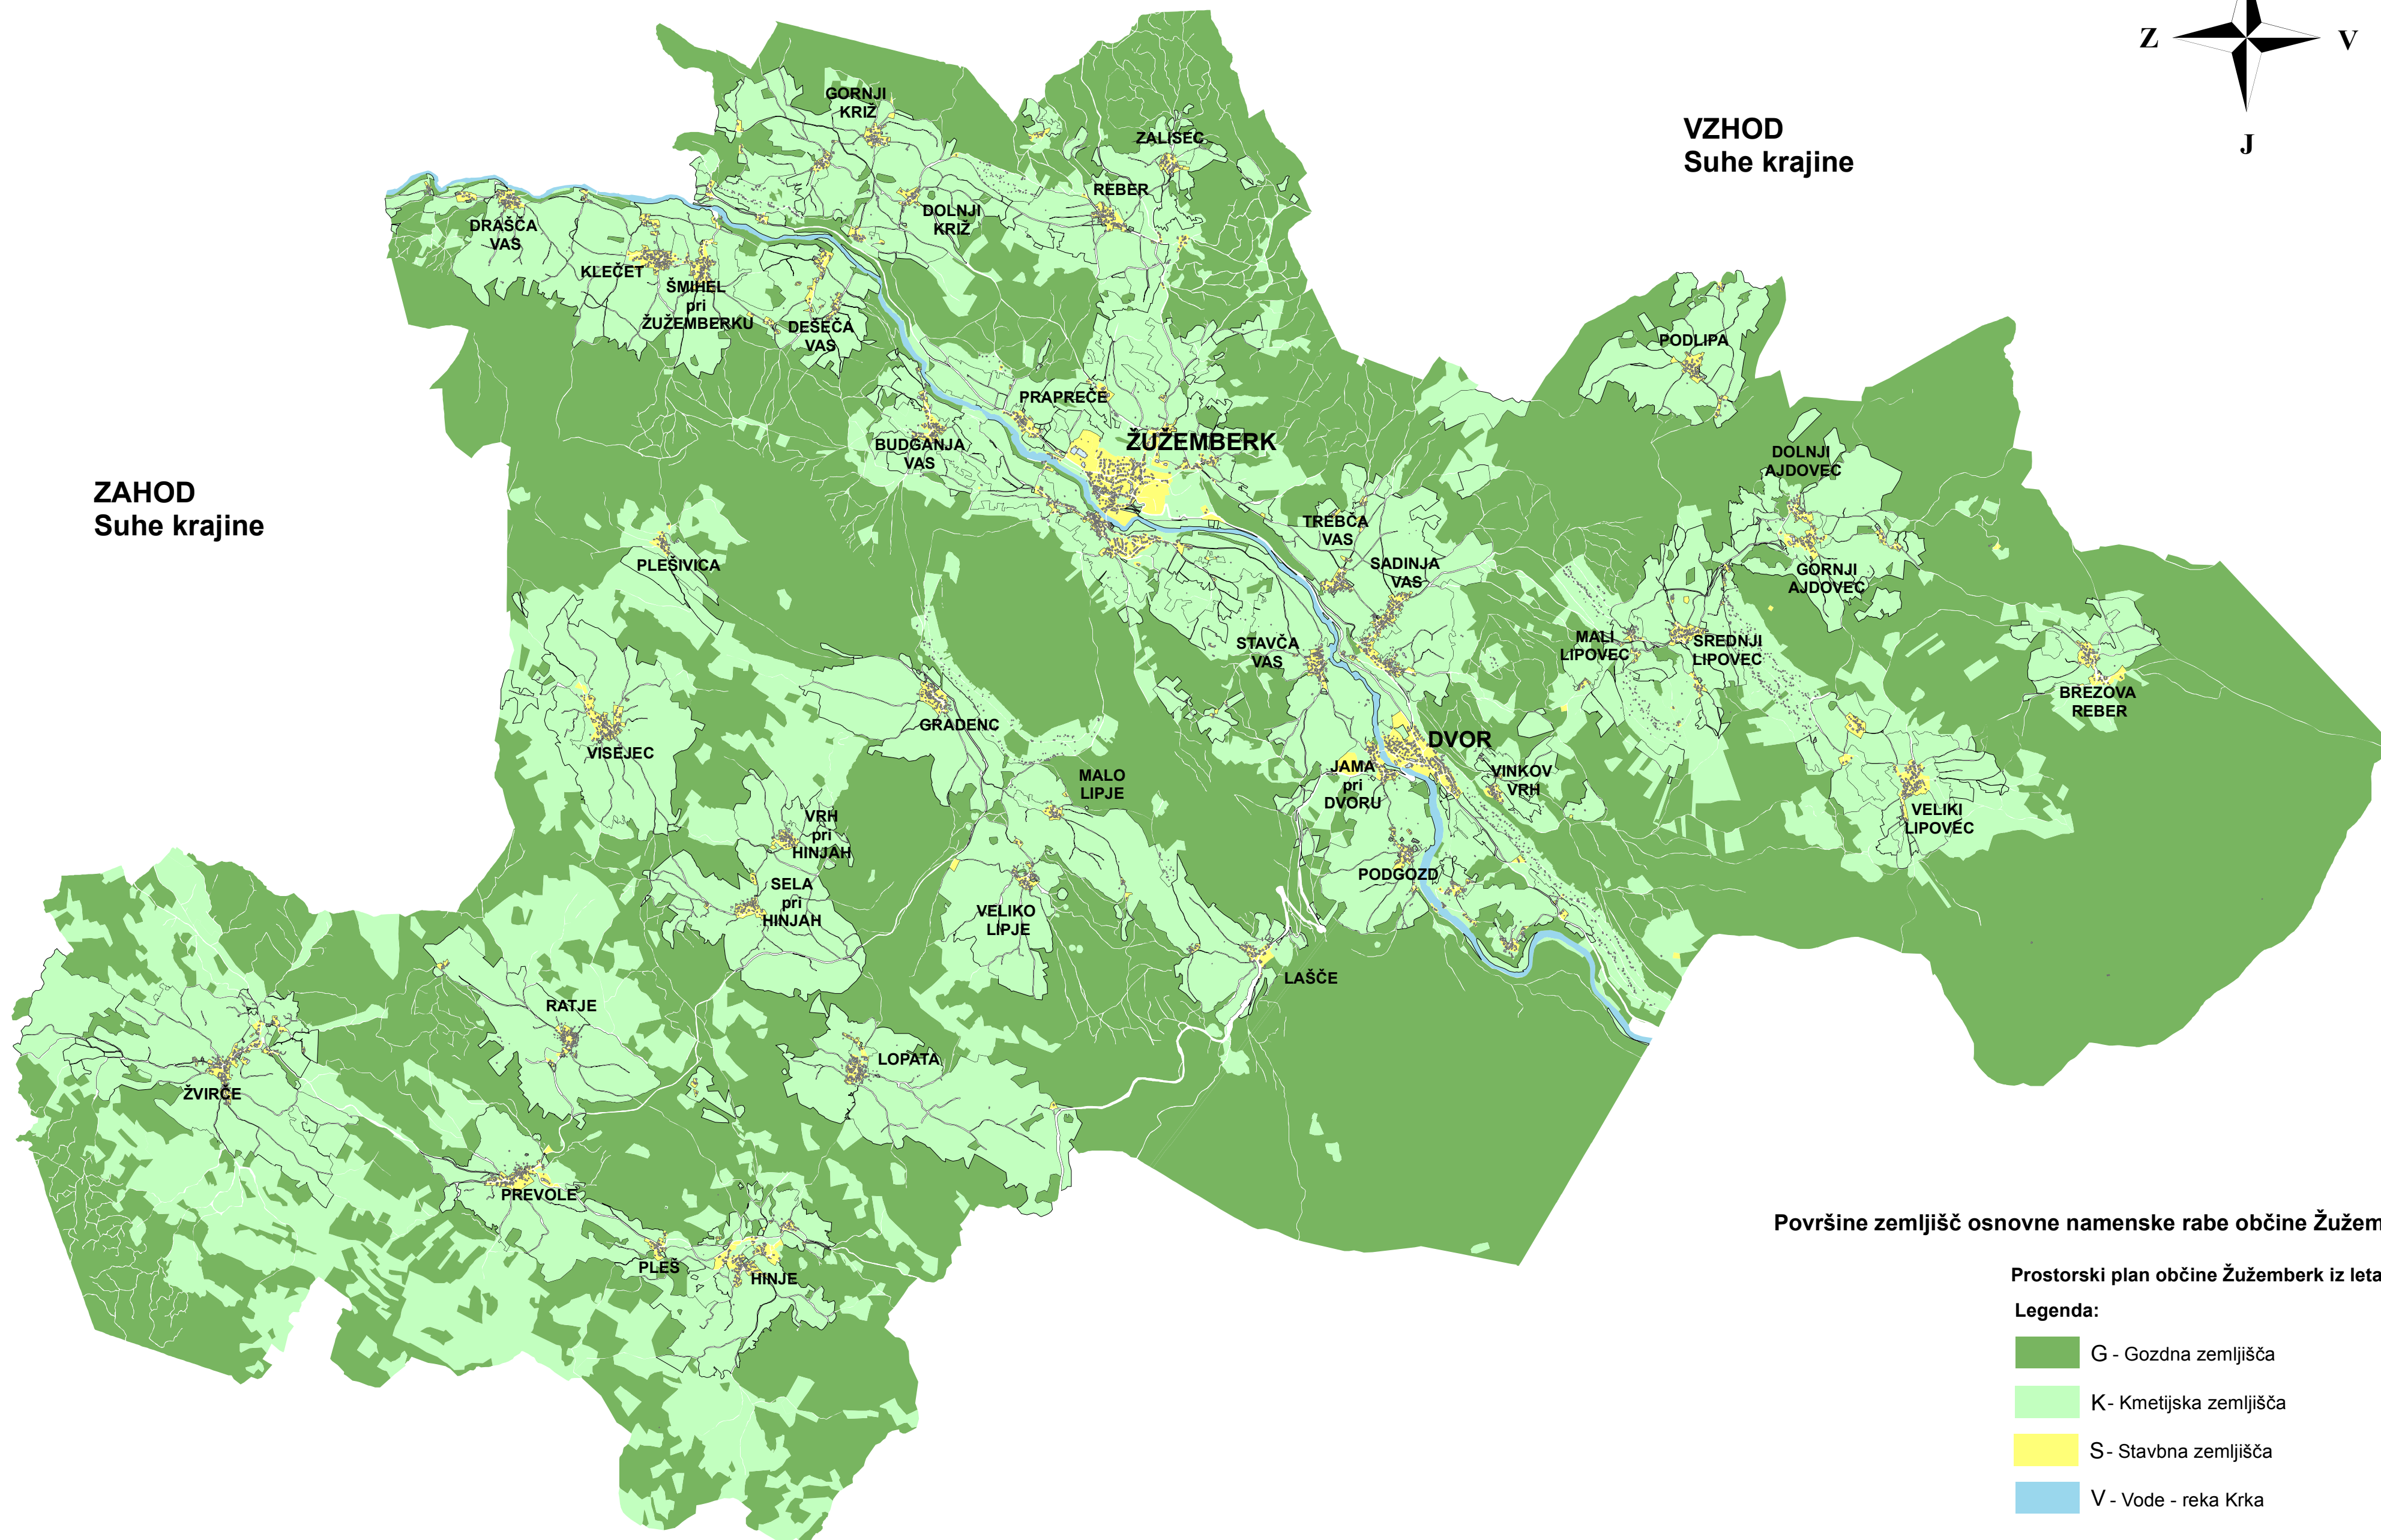 Z
V
J
VZHOD
Suhe krajine
ZAHOD
Suhe krajine
GORNJI
KRIŽ
ZALISEC
REBER
DOLNJI
KRIŽ
DRAŠČA
VAS
KLEČET
ŠMIHEL
pri
ŽUŽEMBERKU
DEŠEČA
VAS
PODLIPA
PRAPREČE
ŽUŽEMBERK
BUDGANJA
VAS
DOLNJI
AJDOVEC
TREBČA
VAS
PLEŠIVICA
SADINJA
VAS
GORNJI
AJDOVEC
STAVČA
VAS
MALI
LIPOVEC
SREDNJI
LIPOVEC
BREZOVA
REBER
GRADENC
VISEJEC
DVOR
MALO
LIPJE
JAMA
pri
DVORU
VINKOV
VRH
VRH
pri
HINJAH
VELIKI
LIPOVEC
PODGOZD
SELA
pri
HINJAH
VELIKO
LIPJE
LAŠČE
RATJE
LOPATA
ŽVIRČE
PREVOLE
PLEŠ
HINJE
Površine zemljišč osnovne namenske rabe občine Žužem
Prostorski plan občine Žužemberk iz leta
Legenda:
G - Gozdna zemljišča
K - Kmetijska zemljišča
S - Stavbna zemljišča
V - Vode - reka Krka